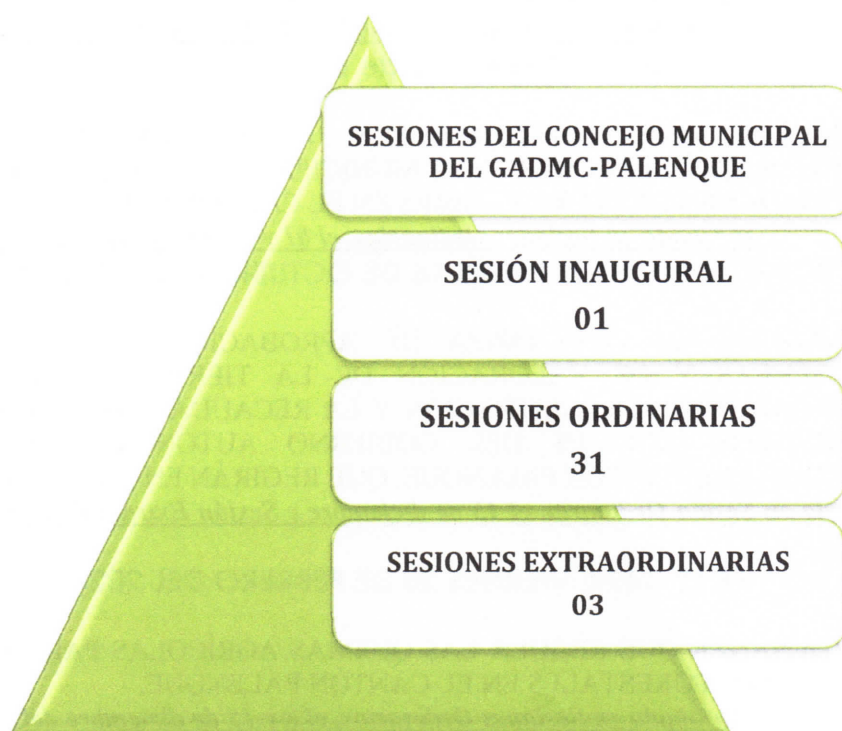 SESIONES DEL CONCEJO MUNICIPAL
DEL GADMC-PALENQUE
SESIÓN INAUGURAL
01
SESIONES ORDINARIAS
31
SESIONES EXTRAORDINARIAS
03